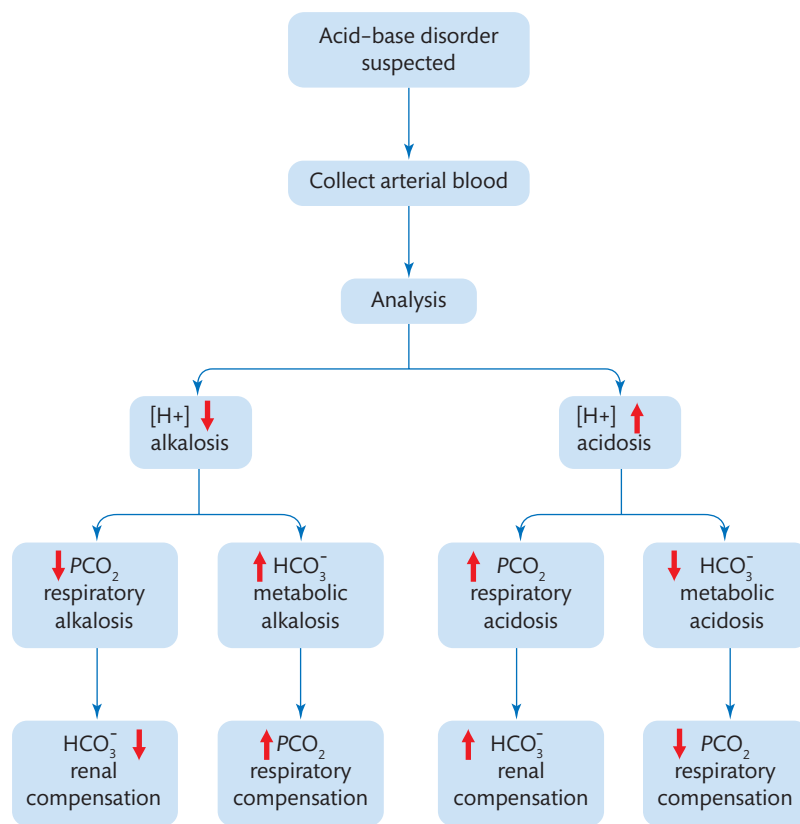 Acid–base disorder
suspected
Collect arterial blood
Analysis
[H+] ↓
alkalosis
[H+] ↑
acidosis
↓ PCO₂
respiratory
alkalosis
↑ HCO₃⁻
metabolic
alkalosis
↑ PCO₂
respiratory
acidosis
↓ HCO₃⁻
metabolic
acidosis
HCO₃⁻ ↓
renal
compensation
↑ PCO₂
respiratory
compensation
↑ HCO₃⁻
renal
compensation
↓ PCO₂
respiratory
compensation